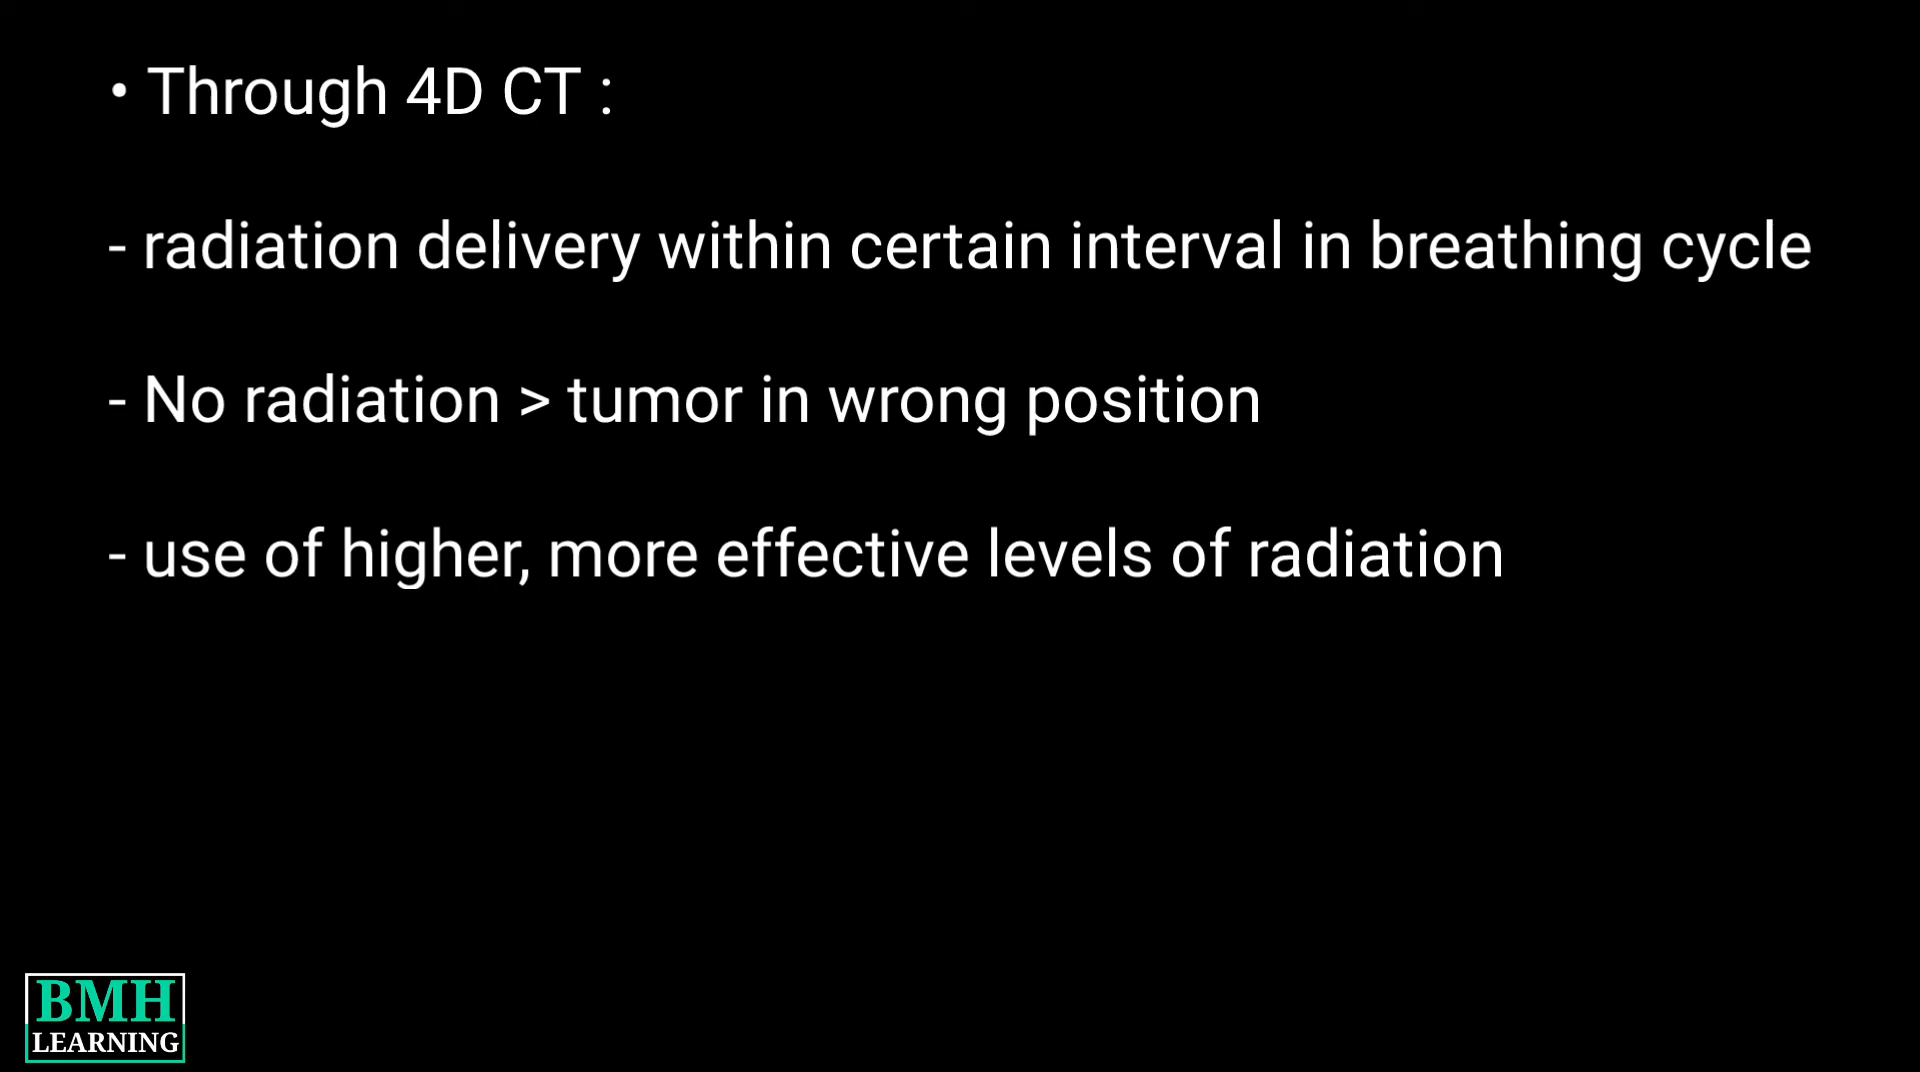 • Through 4D CT :
- radiation delivery within certain interval in breathing cycle
- No radiation > tumor in wrong position
- use of higher, more effective levels of radiation
BMH
LEARNING